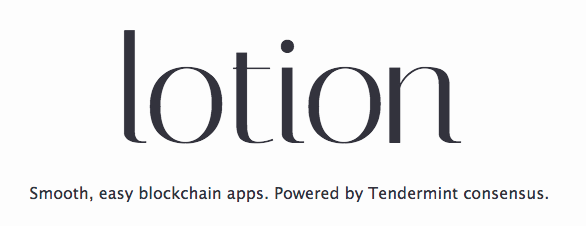 lotion
Smooth, easy blockchain apps. Powered by Tendermint consensus.